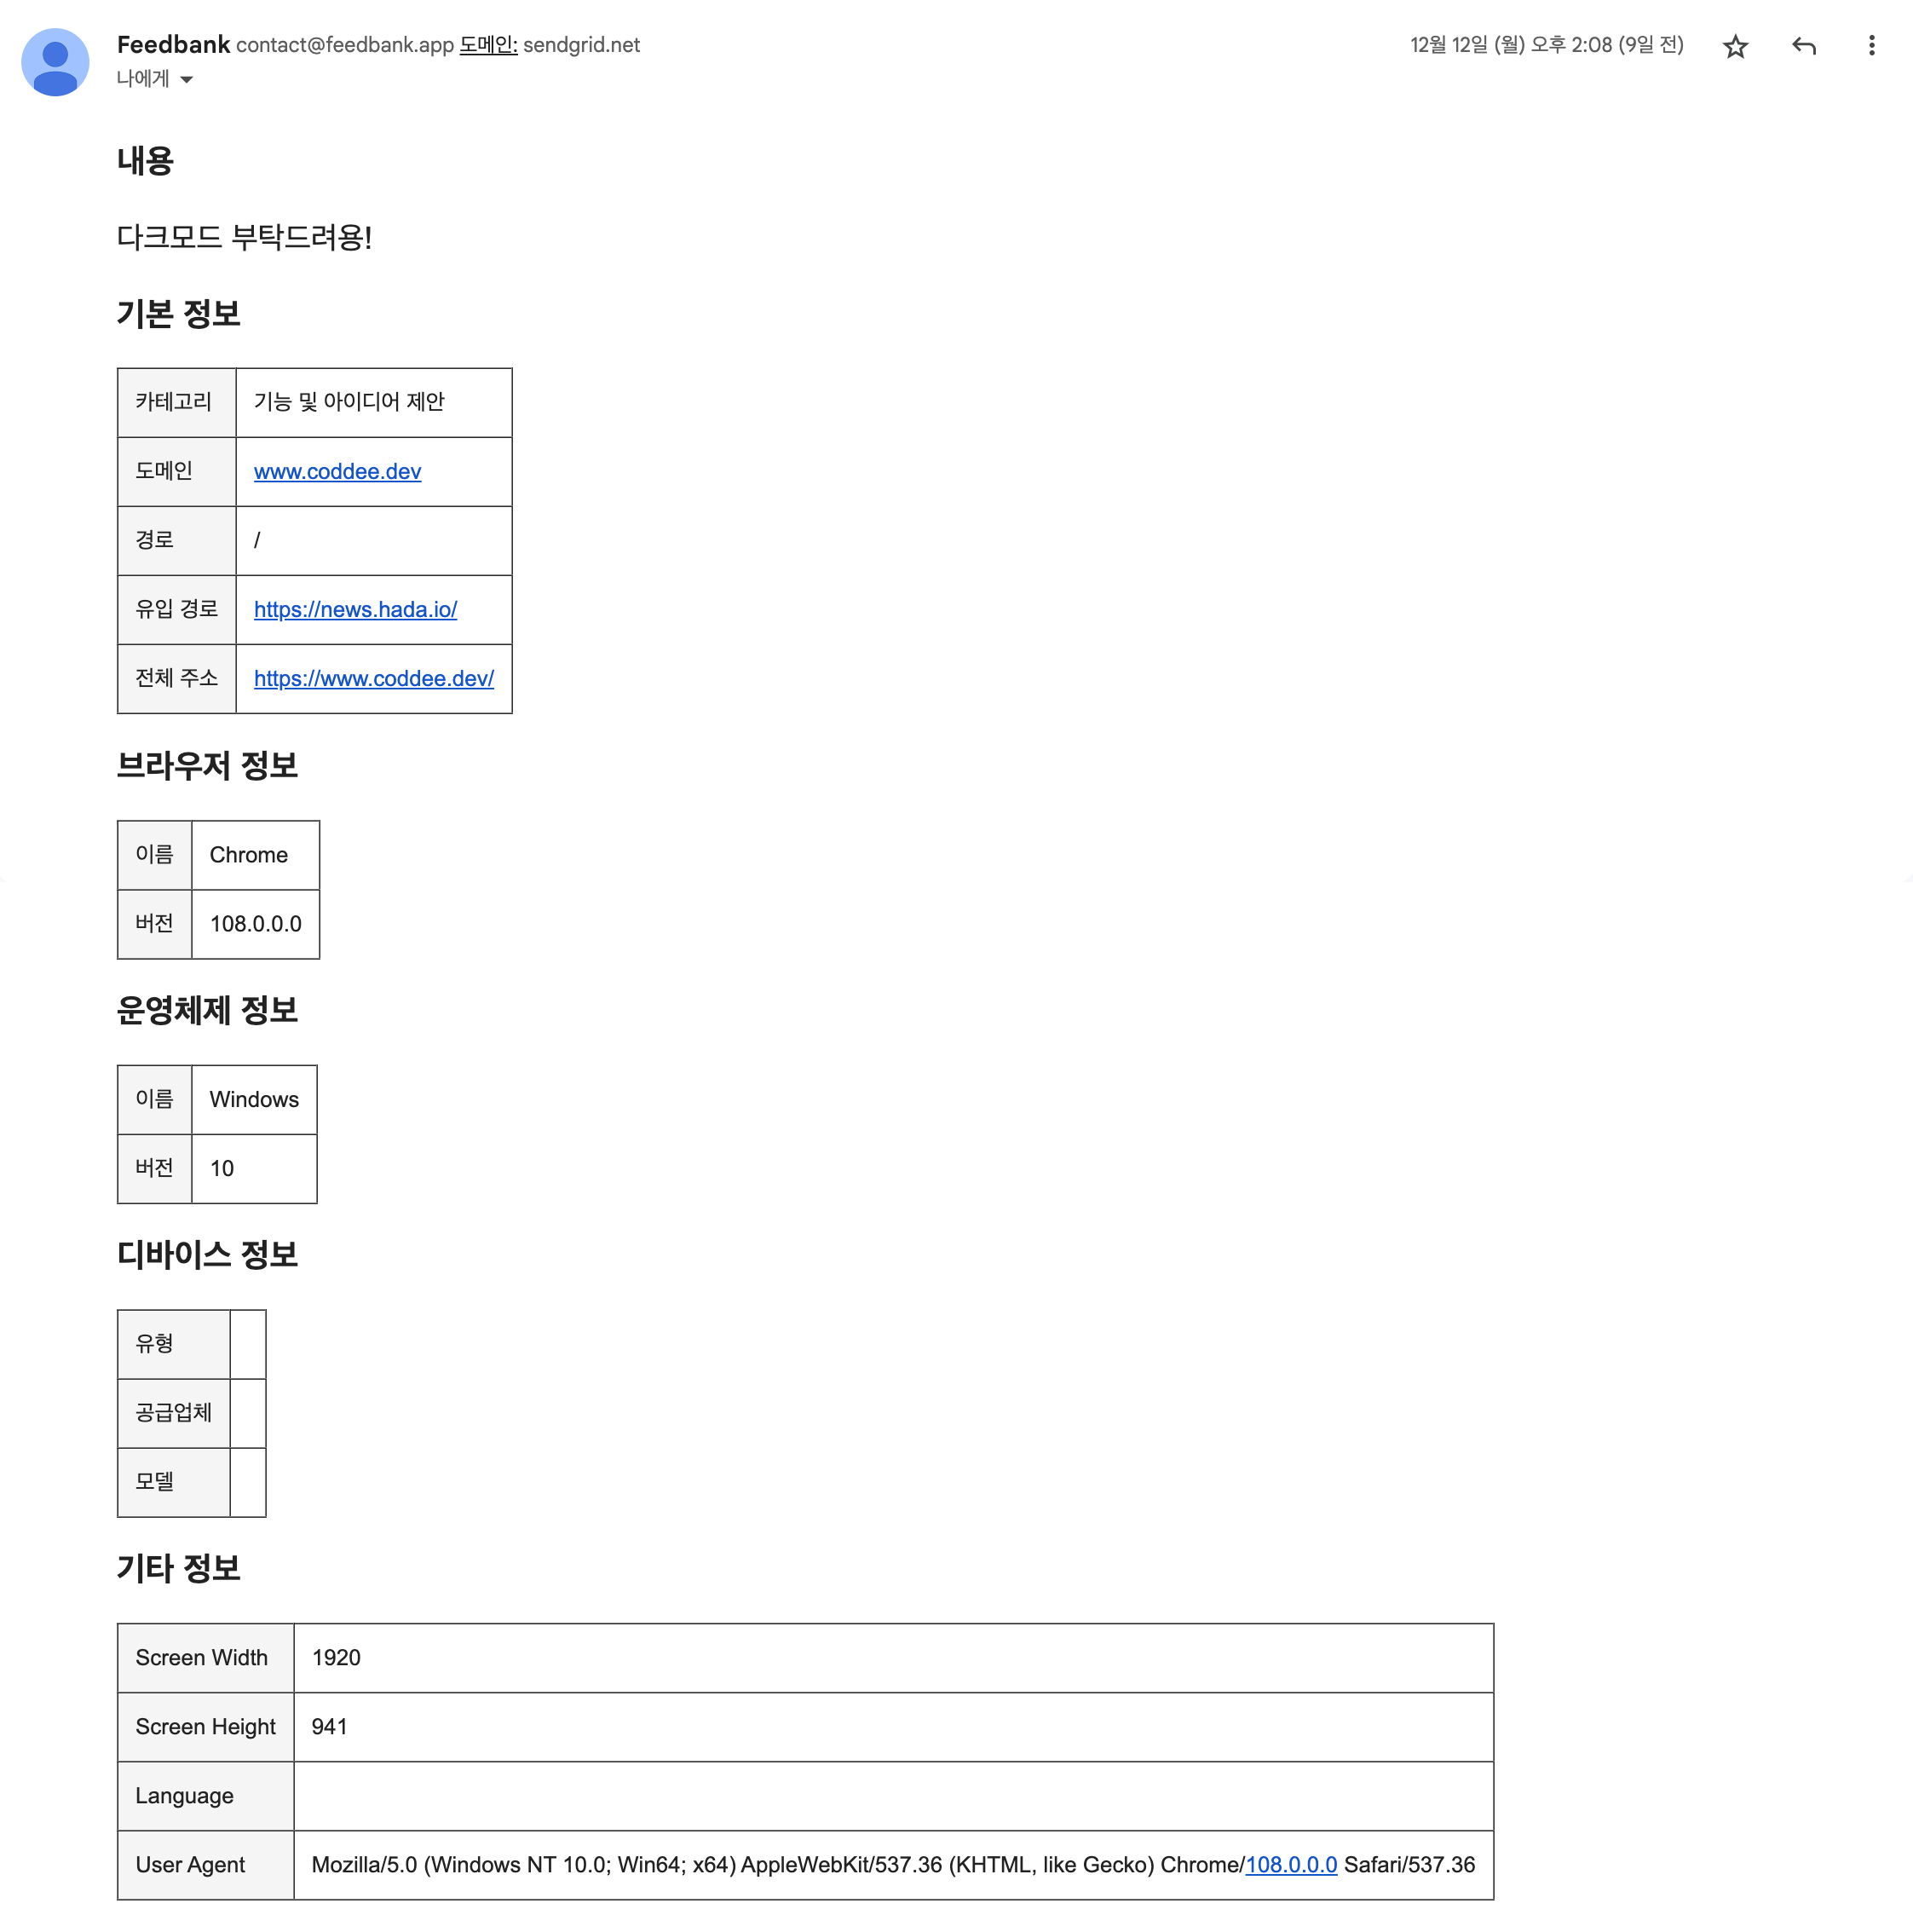 Feedbank contact@feedbank.app 도메인: sendgrid.net
12월 12일 (월) 오후 2:08 (9일 전)
나에게
내용
다크모드 부탁드려용!
기본 정보
카테고리 기능 및 아이디어 제안
도메인 www.coddee.dev
경로 /
유입 경로 https://news.hada.io/
전체 주소 https://www.coddee.dev/
브라우저 정보
이름 Chrome
버전 108.0.0.0
운영체제 정보
이름 Windows
버전 10
디바이스 정보
유형
공급업체
모델
기타 정보
Screen Width 1920
Screen Height 941
Language
User Agent Mozilla/5.0 (Windows NT 10.0; Win64; x64) AppleWebKit/537.36 (KHTML, like Gecko) Chrome/108.0.0.0 Safari/537.36